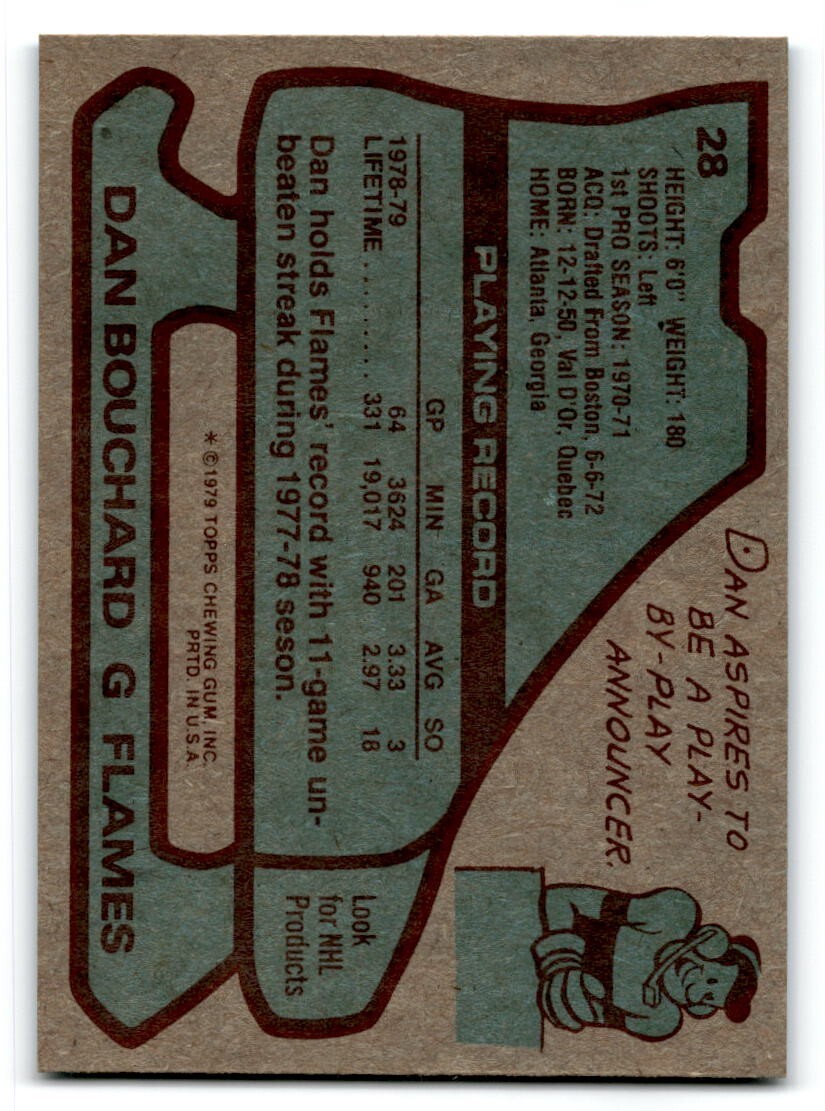 28
HEIGHT: 6'0" WEIGHT: 180
SHOOTS: Left
1st PRO SEASON: 1970-71
ACQ: Drafted From Boston, 6-6-72
BORN: 12-12-50, Val D'Or, Quebec
HOME: Atlanta, Georgia
DAN ASPIRES TO
BE A PLAY-
BY-PLAY
ANNOUNCER.
PLAYING RECORD
GP MIN GA AVG SO
1978-79 64 3624 201 3.33 3
LIFETIME .......... 331 19,017 940 2.97 18
Dan holds Flames' record with 11-game un-
beaten streak during 1977-78 seson.
Look
for NHL
Products
* ©1979 TOPPS CHEWING GUM, INC.
PRTD. IN U.S.A.
DAN BOUCHARD G FLAMES